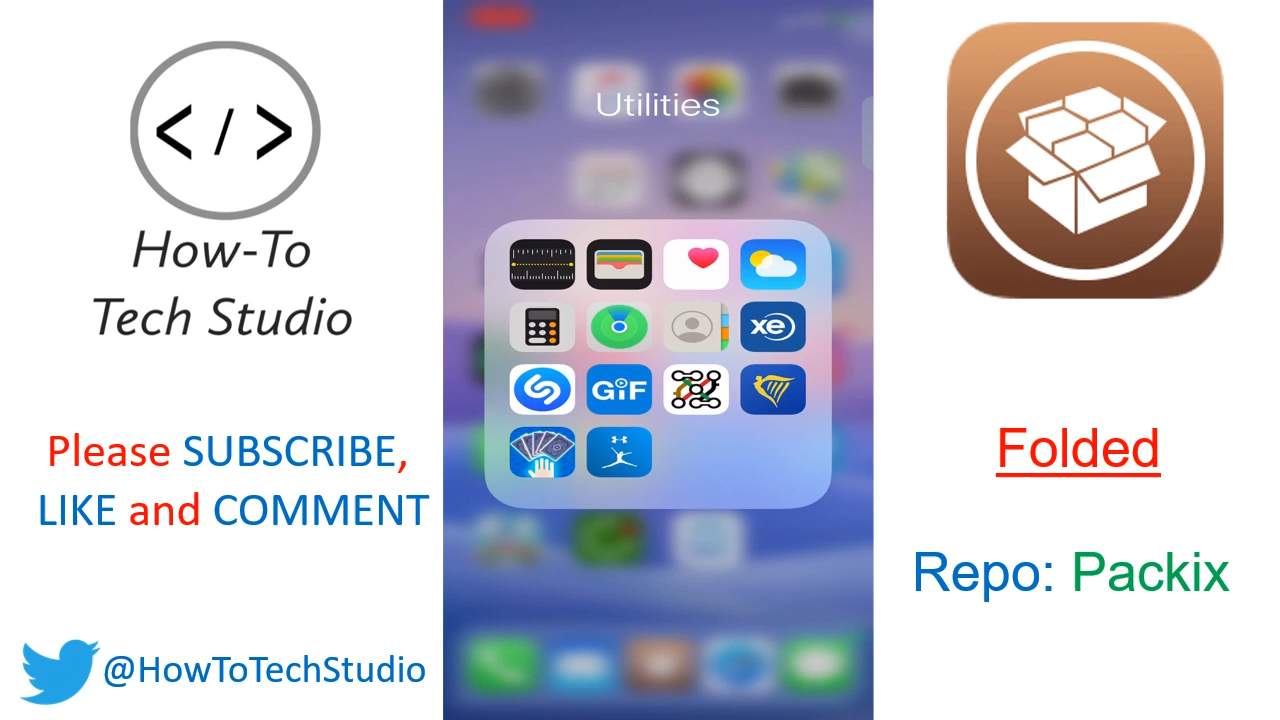 < / >
How-To
Tech Studio
Please SUBSCRIBE,
LIKE and COMMENT
@HowToTechStudio
Utilities
xe
GIF
Folded
Repo: Packix